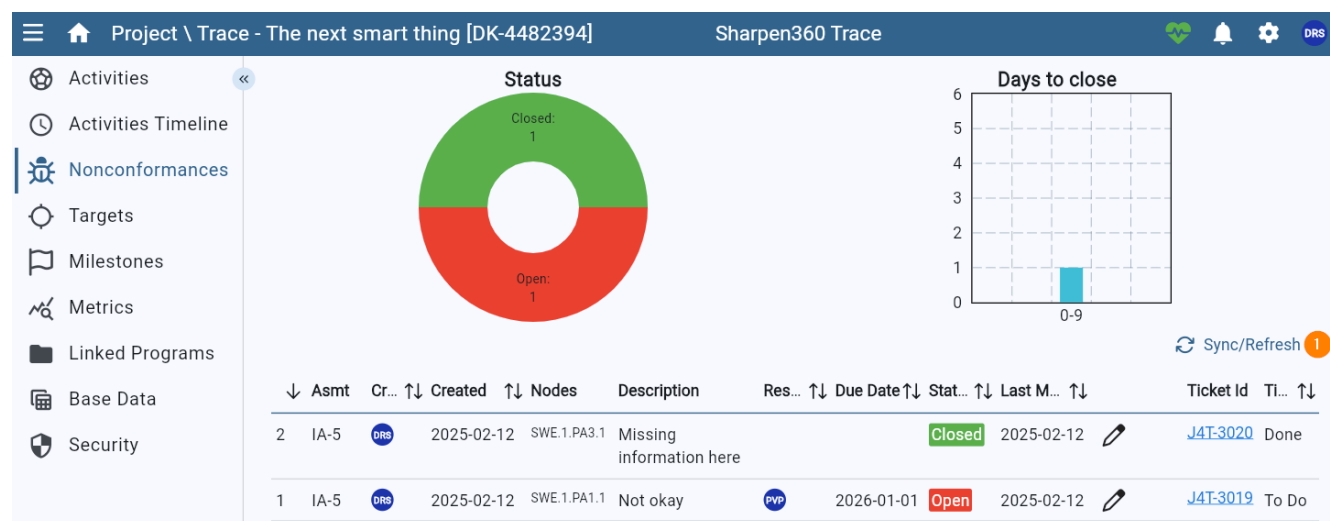 Project \ Trace - The next smart thing [DK-4482394]
Sharpen360 Trace
DRS
Activities
«
Activities Timeline
Nonconformances
Targets
Milestones
Metrics
Linked Programs
Base Data
Security
Status
Closed:
1
Open:
1
Days to close
6
5
4
3
2
1
0
0-9
Sync/Refresh 1
↓ Asmt Cr... ↑↓ Created ↑↓ Nodes Description Res... ↑↓ Due Date ↑↓ Stat... ↑↓ Last M... ↑↓ Ticket Id Ti... ↑↓
2 IA-5 DRS 2025-02-12 SWE.1.PA3.1 Missing Closed 2025-02-12 J4T-3020 Done
information here
1 IA-5 DRS 2025-02-12 SWE.1.PA1.1 Not okay PVP 2026-01-01 Open 2025-02-12 J4T-3019 To Do